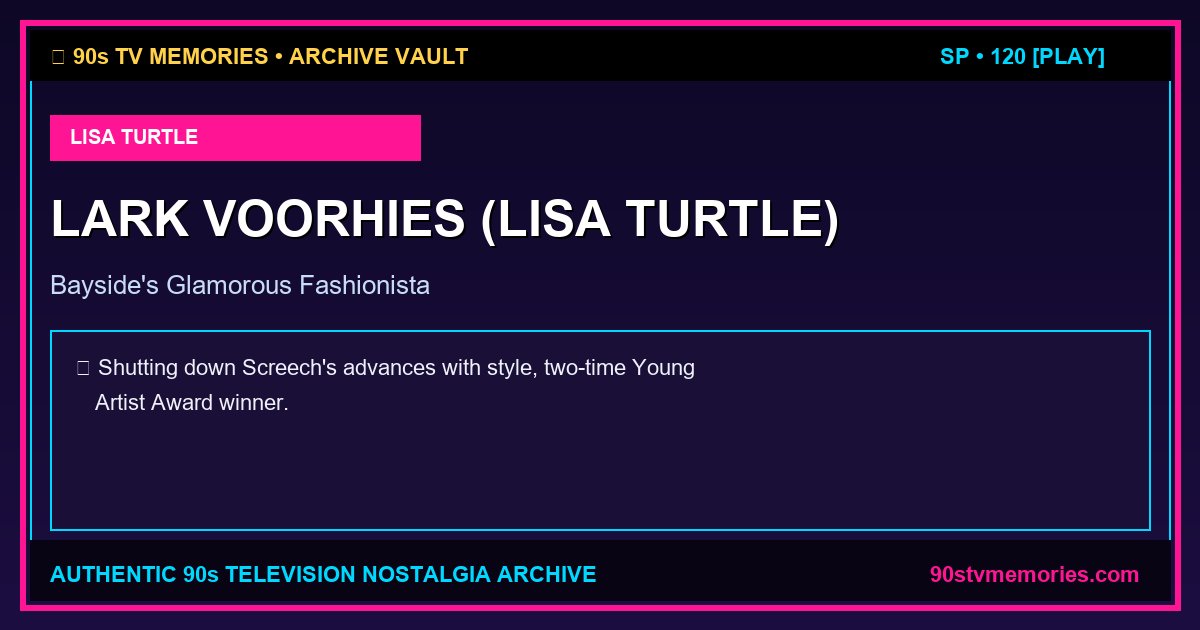 90s TV MEMORIES • ARCHIVE VAULT
SP • 120 [PLAY]
LISA TURTLE
LARK VOORHIES (LISA TURTLE)
Bayside's Glamorous Fashionista
Shutting down Screech's advances with style, two-time Young
Artist Award winner.
AUTHENTIC 90s TELEVISION NOSTALGIA ARCHIVE
90stvmemories.com